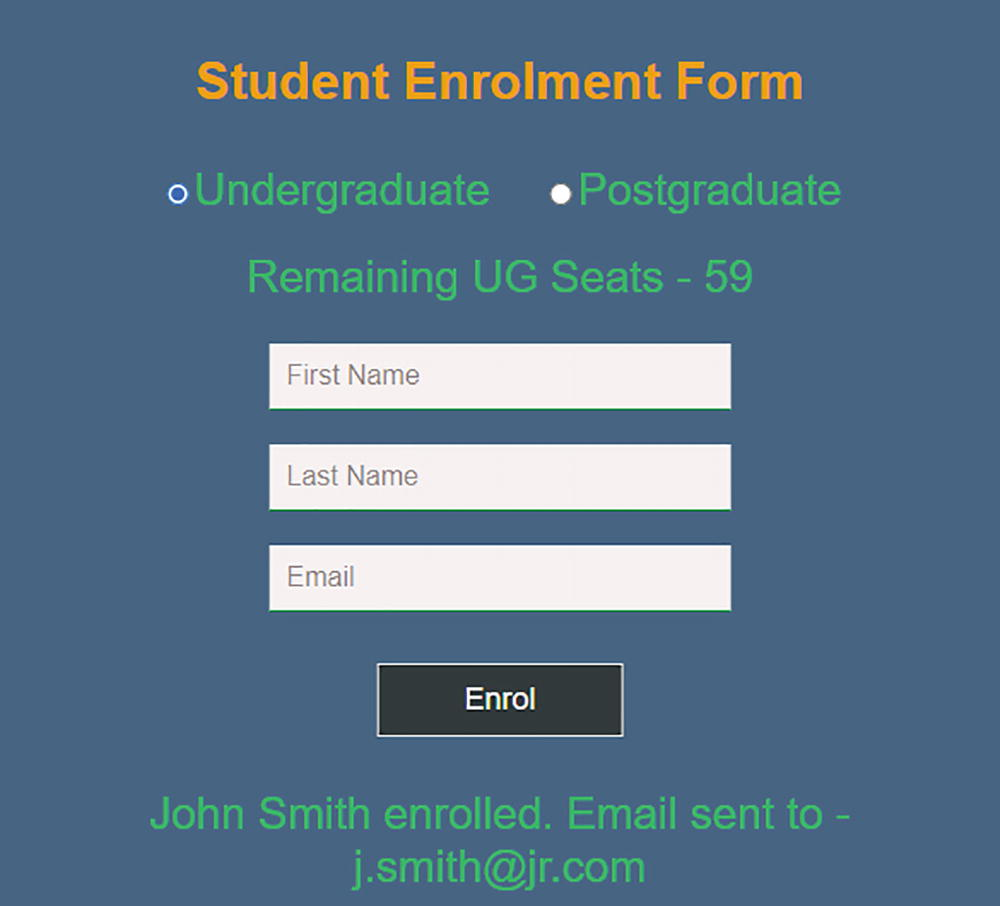 Student Enrolment Form
Undergraduate Postgraduate
Remaining UG Seats - 59
First Name
Last Name
Email
Enrol
John Smith enrolled. Email sent to -
j.smith@jr.com